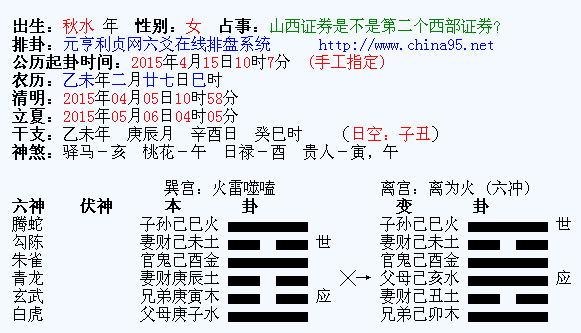 出生：秋水 年  性别：女  占事：山西证券是不是第二个西部证券？
排卦：元亨利贞网六爻在线排盘系统      http://www.china95.net
公历起卦时间：2015年4月15日10时7分  (手工指定)
农历：乙未年二月廿七日巳时
清明：2015年04月05日10时58分
立夏：2015年05月06日04时05分
干支：乙未年  庚辰月  辛酉日  癸巳时   （日空：子丑）
神煞：驿马－亥  桃花－午  日禄－酉  贵人－寅，午
巽宫：火雷噬嗑  离宫：离为火（六冲）
六神  伏神  本  卦  变  卦
腾蛇  子孙己巳火  子孙己巳火  世
勾陈  妻财己未土  世  妻财己未土
朱雀  官鬼己酉金  官鬼己酉金
青龙  妻财庚辰土  ×→  父母己亥水  应
玄武  兄弟庚寅木  应  妻财己丑土
白虎  父母庚子水  兄弟己卯木